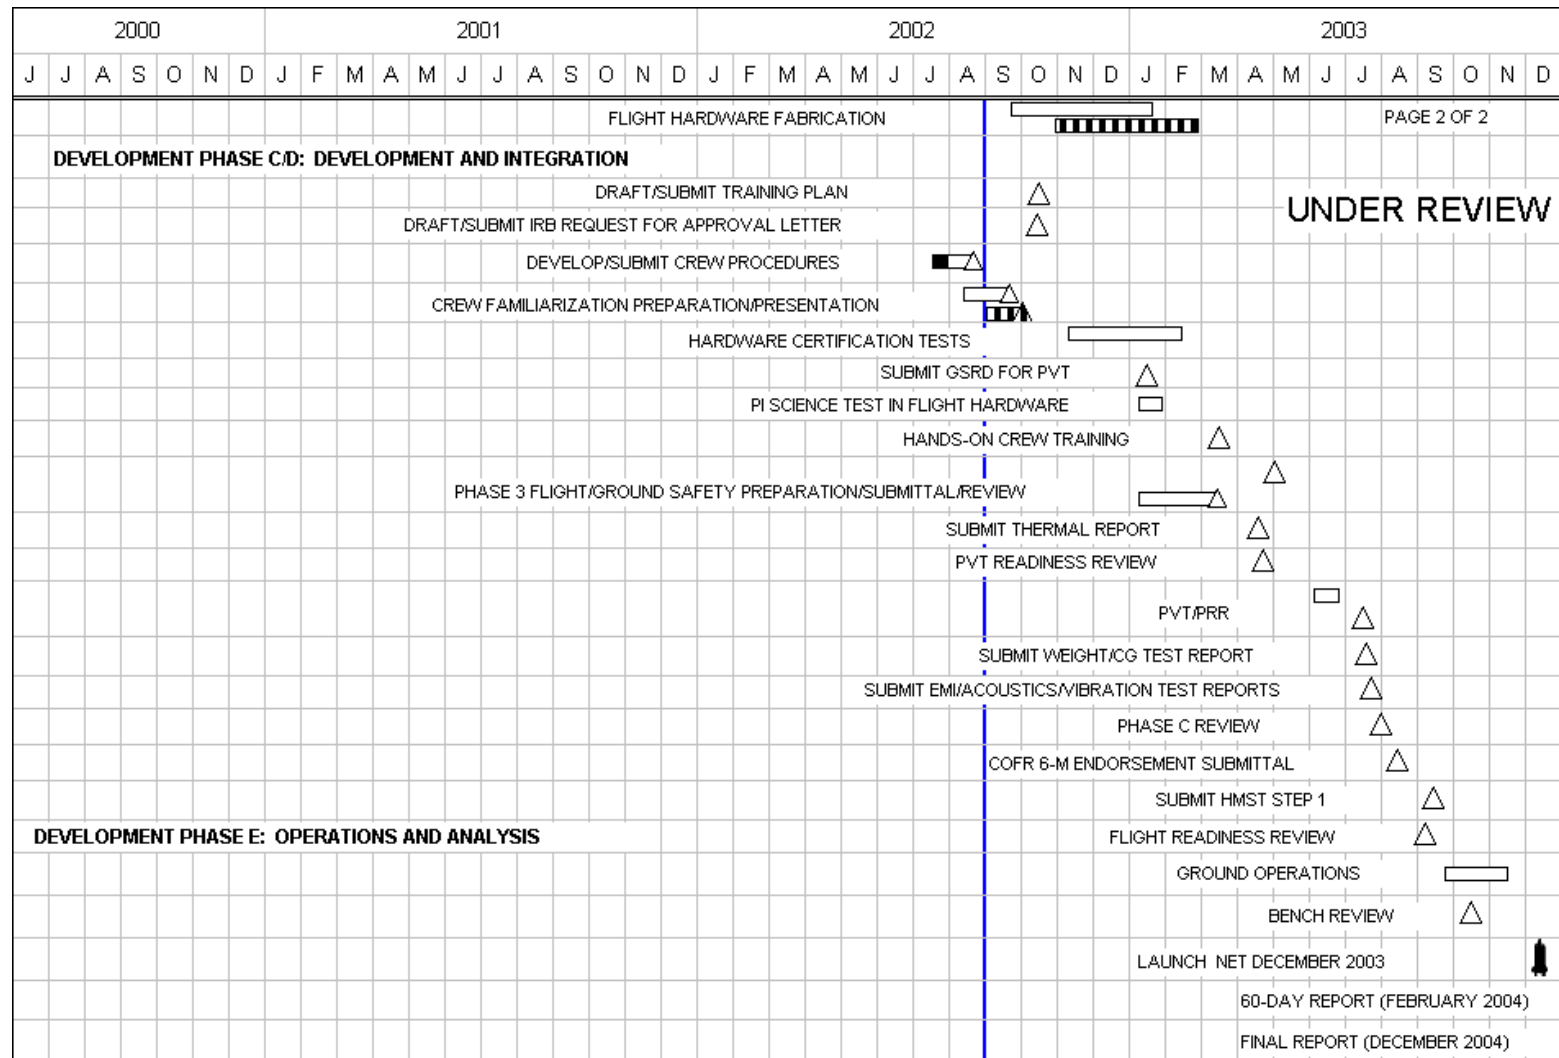 2000 2001 2002 2003
J J A S O N D J F M A M J J A S O N D J F M A M J J A S O N D J F M A M J J A S O N D
FLIGHT HARDWARE FABRICATION PAGE 2 OF 2
DEVELOPMENT PHASE C/D: DEVELOPMENT AND INTEGRATION
DRAFT/SUBMIT TRAINING PLAN
UNDER REVIEW
DRAFT/SUBMIT IRB REQUEST FOR APPROVAL LETTER
DEVELOP/SUBMIT CREW PROCEDURES
CREW FAMILIARIZATION PREPARATION/PRESENTATION
HARDWARE CERTIFICATION TESTS
SUBMIT GSRD FOR PVT
PI SCIENCE TEST IN FLIGHT HARDWARE
HANDS-ON CREW TRAINING
PHASE 3 FLIGHT/GROUND SAFETY PREPARATION/SUBMITTAL/REVIEW
SUBMIT THERMAL REPORT
PVT READINESS REVIEW
PVT/PRR
SUBMIT WEIGHT/CG TEST REPORT
SUBMIT EMI/ACOUSTICS/VIBRATION TEST REPORTS
PHASE C REVIEW
COFR 6-M ENDORSEMENT SUBMITTAL
SUBMIT HMST STEP 1
DEVELOPMENT PHASE E: OPERATIONS AND ANALYSIS
FLIGHT READINESS REVIEW
GROUND OPERATIONS
BENCH REVIEW
LAUNCH NET DECEMBER 2003
60-DAY REPORT (FEBRUARY 2004)
FINAL REPORT (DECEMBER 2004)